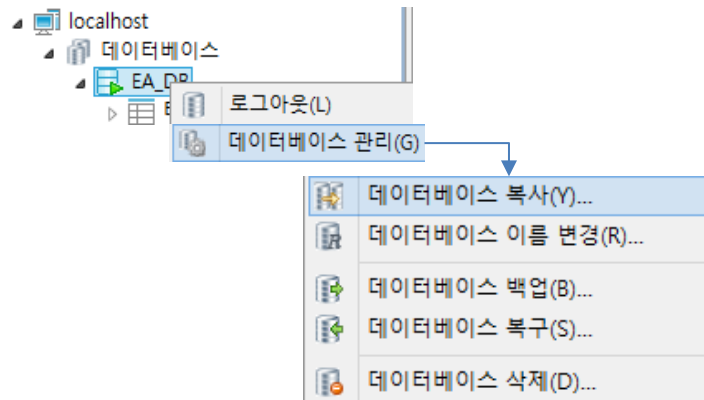 localhost
데이터베이스
EA_DB
로그아웃(L)
데이터베이스 관리(G)
데이터베이스 복사(Y)...
데이터베이스 이름 변경(R)...
데이터베이스 백업(B)...
데이터베이스 복구(S)...
데이터베이스 삭제(D)...